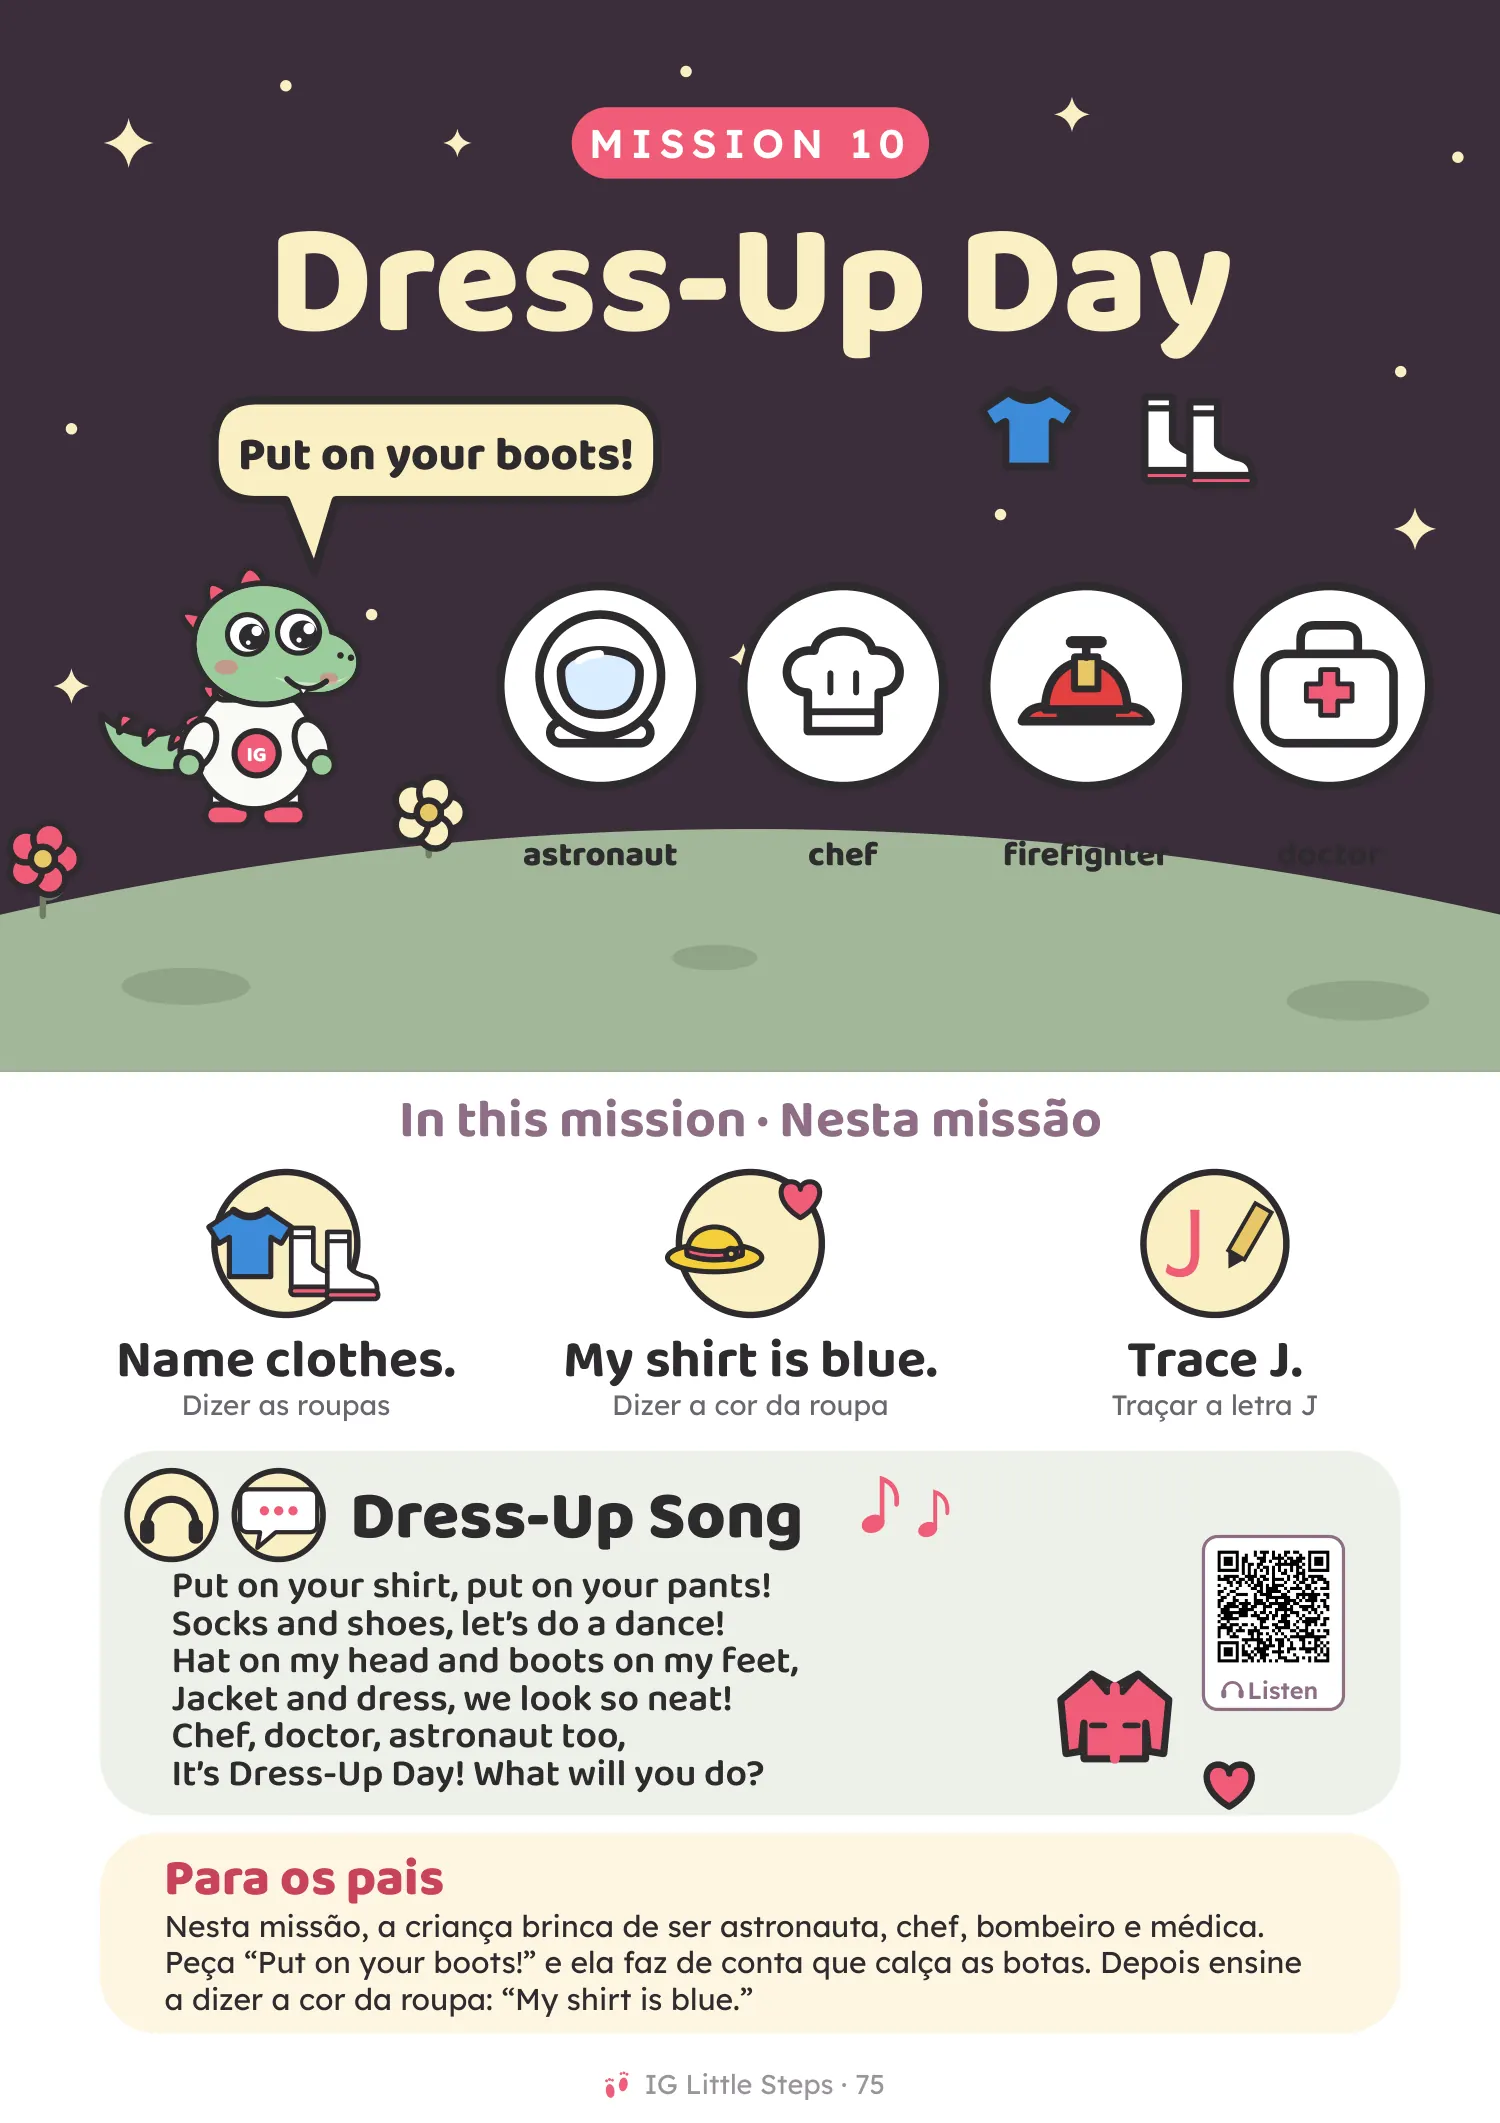 MISSION 10
Dress-Up Day
Put on your boots!
IG
astronaut
chef
firefighter
doctor
In this mission · Nesta missão
J
Name clothes.
Dizer as roupas
My shirt is blue.
Dizer a cor da roupa
Trace J.
Traçar a letra J
Dress-Up Song
Put on your shirt, put on your pants!
Socks and shoes, let's do a dance!
Hat on my head and boots on my feet,
Jacket and dress, we look so neat!
Chef, doctor, astronaut too,
It's Dress-Up Day! What will you do?
Listen
Para os pais
Nesta missão, a criança brinca de ser astronauta, chef, bombeiro e médica.
Peça “Put on your boots!” e ela faz de conta que calça as botas. Depois ensine
a dizer a cor da roupa: “My shirt is blue.”
IG Little Steps · 75